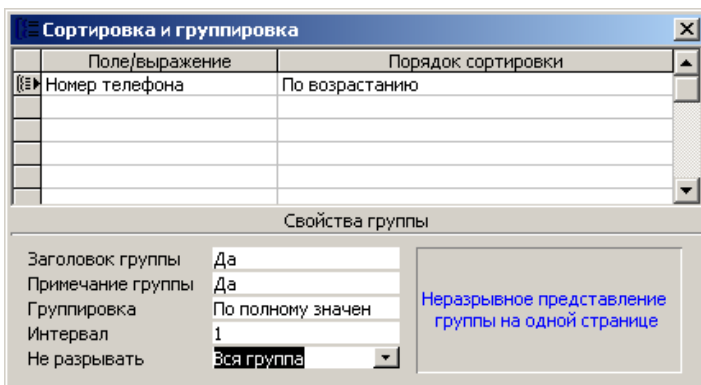 Сортировка и группировка
Поле/выражение Порядок сортировки
Номер телефона По возрастанию
Свойства группы
Заголовок группы Да
Примечание группы Да
Группировка По полному значен
Интервал 1
Не разрывать Вся группа
Неразрывное представление
группы на одной странице